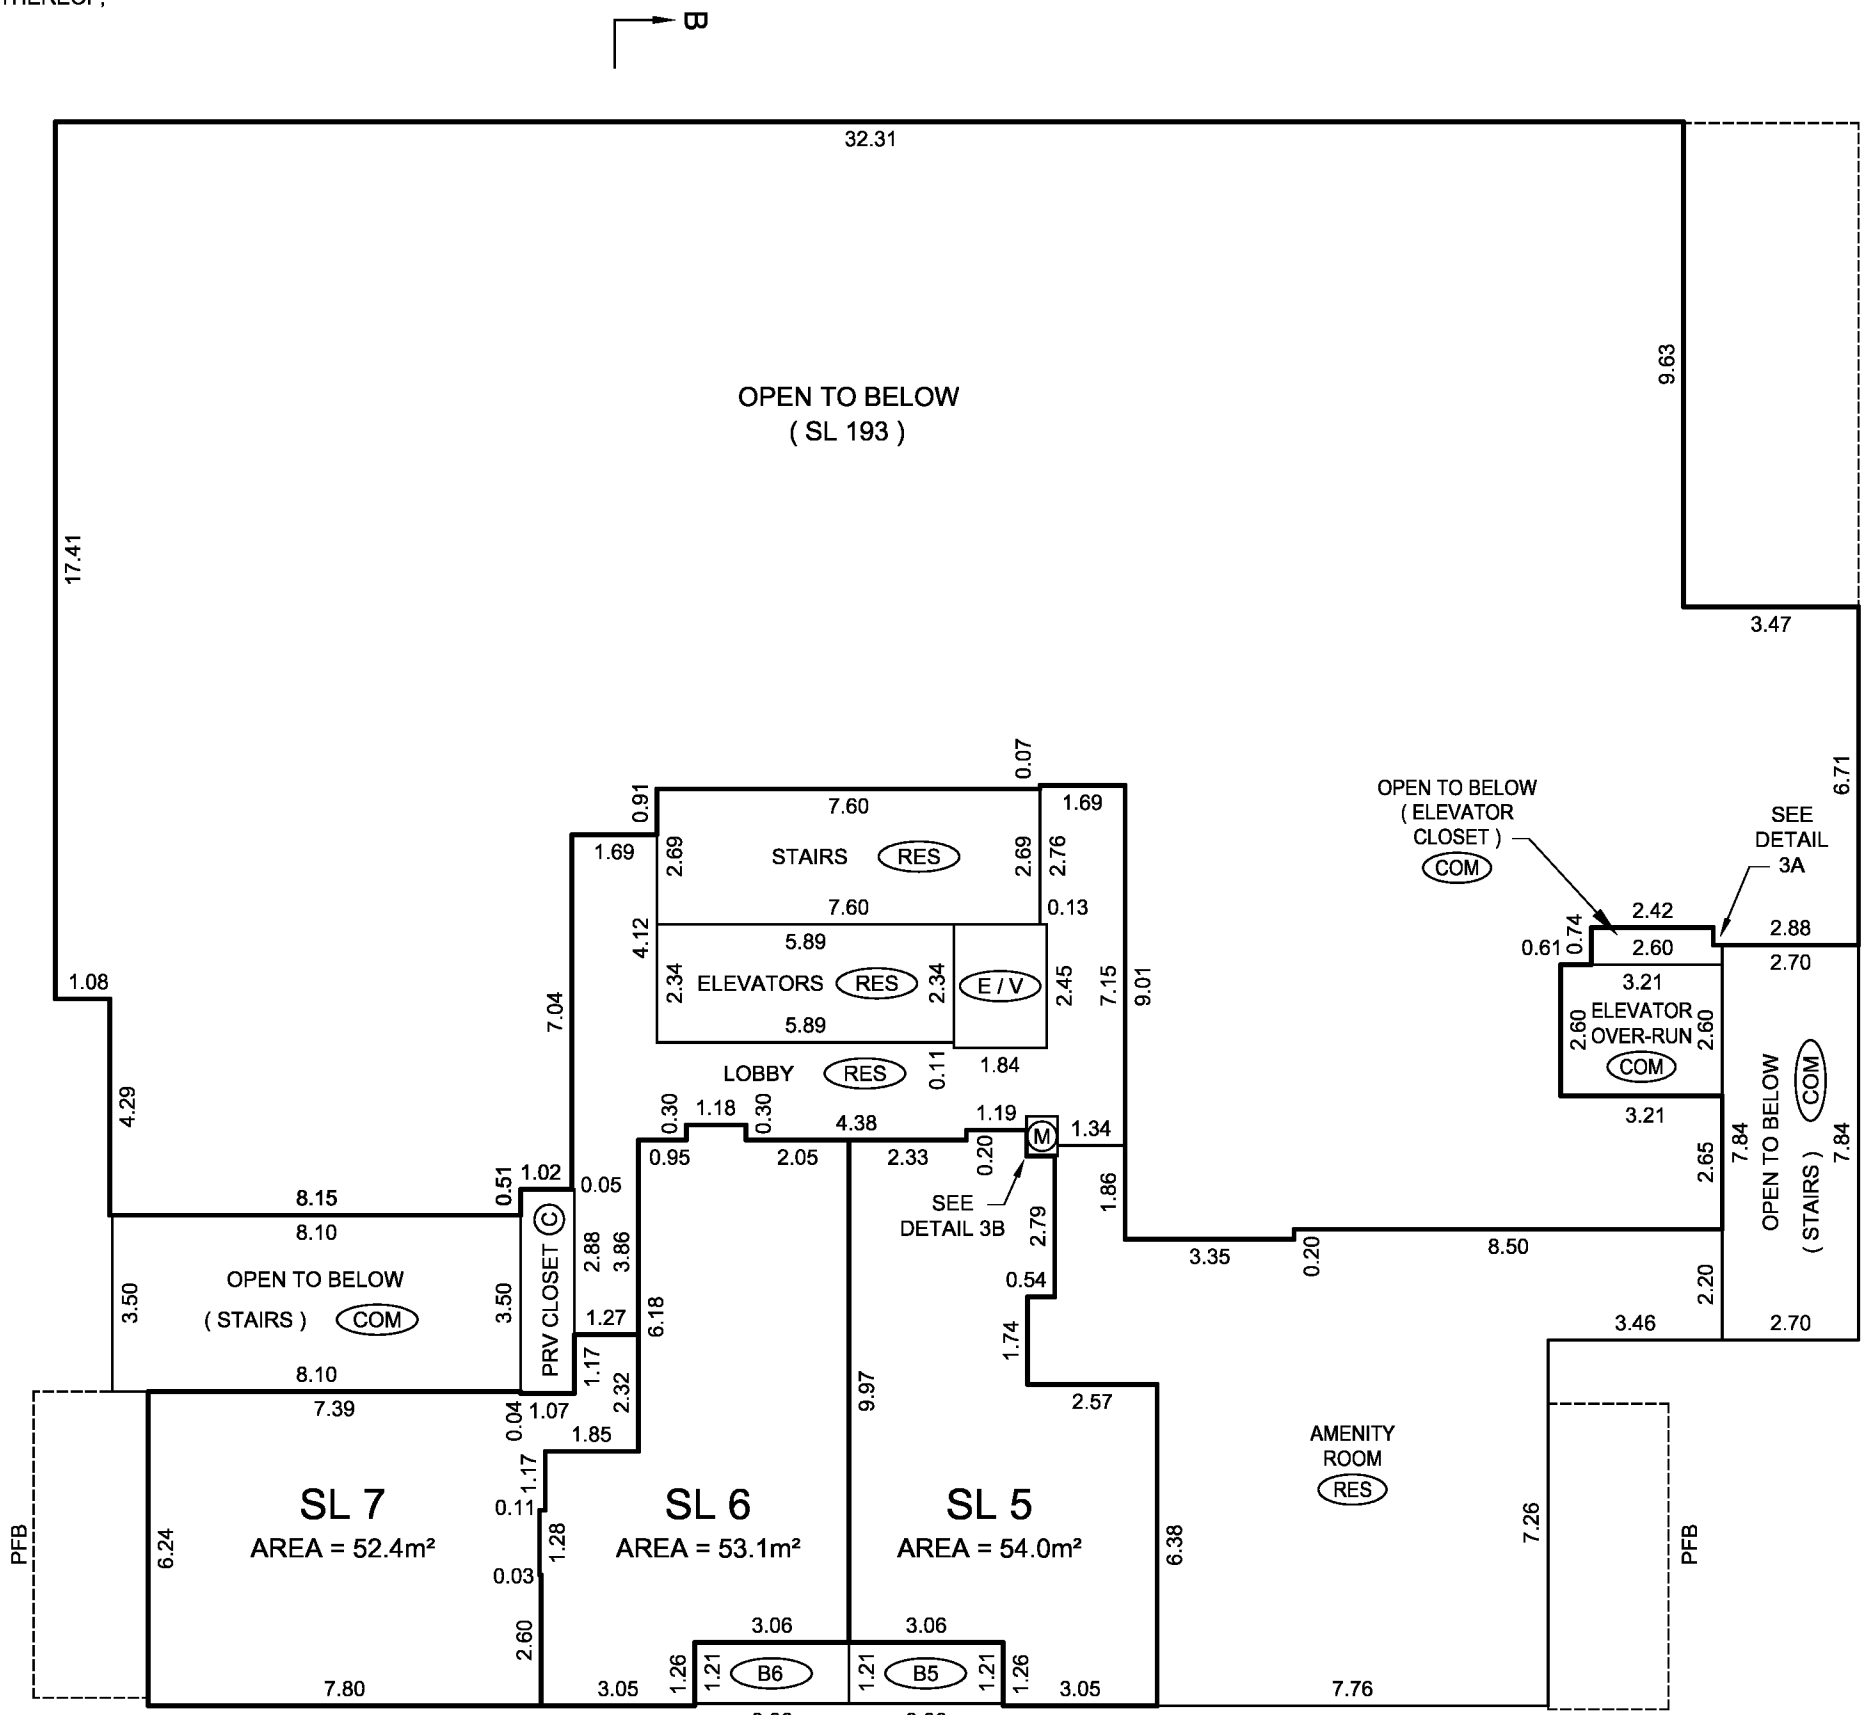 B
32.31
9.63
OPEN TO BELOW
( SL 193 )
17.41
3.47
6.71
0.07
0.91
7.60
1.69
OPEN TO BELOW
( ELEVATOR
CLOSET )
COM
SEE
DETAIL
3A
1.69
2.69
STAIRS RES
2.69
2.76
7.60
0.13
2.42
0.74
0.61
2.60
2.88
2.70
4.12
5.89
2.34
ELEVATORS RES
2.34
E / V
2.45
7.15
9.01
5.89
1.08
7.04
3.21
2.60
ELEVATOR
OVER-RUN
COM
2.60
LOBBY RES
0.11
1.84
4.29
0.30
1.18
0.30
4.38
1.19
M
1.34
3.21
OPEN TO BELOW
( STAIRS )
COM
7.84
7.84
2.65
0.95
2.05
2.33
0.20
1.86
8.15
0.51
1.02
0.05
SEE
DETAIL 3B
2.79
8.10
C
PRV CLOSET
2.88
3.86
3.35
0.20
8.50
OPEN TO BELOW
( STAIRS ) COM
3.50
3.50
0.54
2.20
1.27
6.18
1.74
3.46
2.70
8.10
7.39
0.04
1.07
1.17
2.32
9.97
2.57
1.85
AMENITY
ROOM
RES
1.17
0.11
SL 7
AREA = 52.4m²
SL 6
AREA = 53.1m²
SL 5
AREA = 54.0m²
PFB
6.24
1.28
0.03
6.38
7.26
PFB
2.60
3.06
3.06
1.26
1.21
B6
1.21
B5
1.21
1.26
7.80
3.05
3.05
7.76